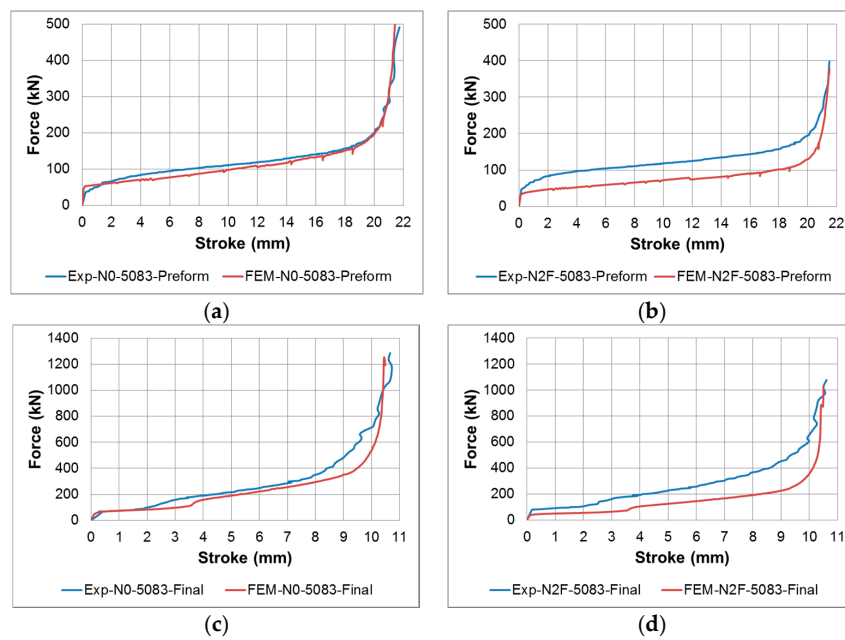 500
400
300
200
100
0
Force (kN)
0 2 4 6 8 10 12 14 16 18 20 22
Stroke (mm)
Exp-N0-5083-Preform FEM-N0-5083-Preform
(a)
500
400
300
200
100
0
Force (kN)
0 2 4 6 8 10 12 14 16 18 20 22
Stroke (mm)
Exp-N2F-5083-Preform FEM-N2F-5083-Preform
(b)
1400
1200
1000
800
600
400
200
0
Force (kN)
0 1 2 3 4 5 6 7 8 9 10 11
Stroke (mm)
Exp-N0-5083-Final FEM-N0-5083-Final
(c)
1400
1200
1000
800
600
400
200
0
Force (kN)
0 1 2 3 4 5 6 7 8 9 10 11
Stroke (mm)
Exp-N2F-5083-Final FEM-N2F-5083-Final
(d)